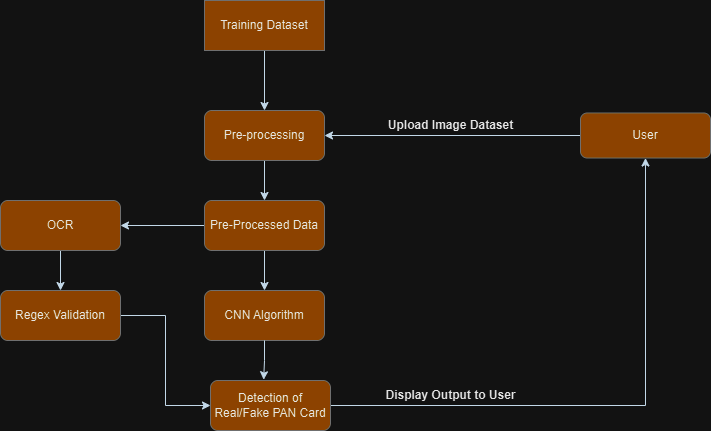 Training Dataset
Pre-processing
Upload Image Dataset
User
OCR
Pre-Processed Data
Regex Validation
CNN Algorithm
Detection of
Real/Fake PAN Card
Display Output to User